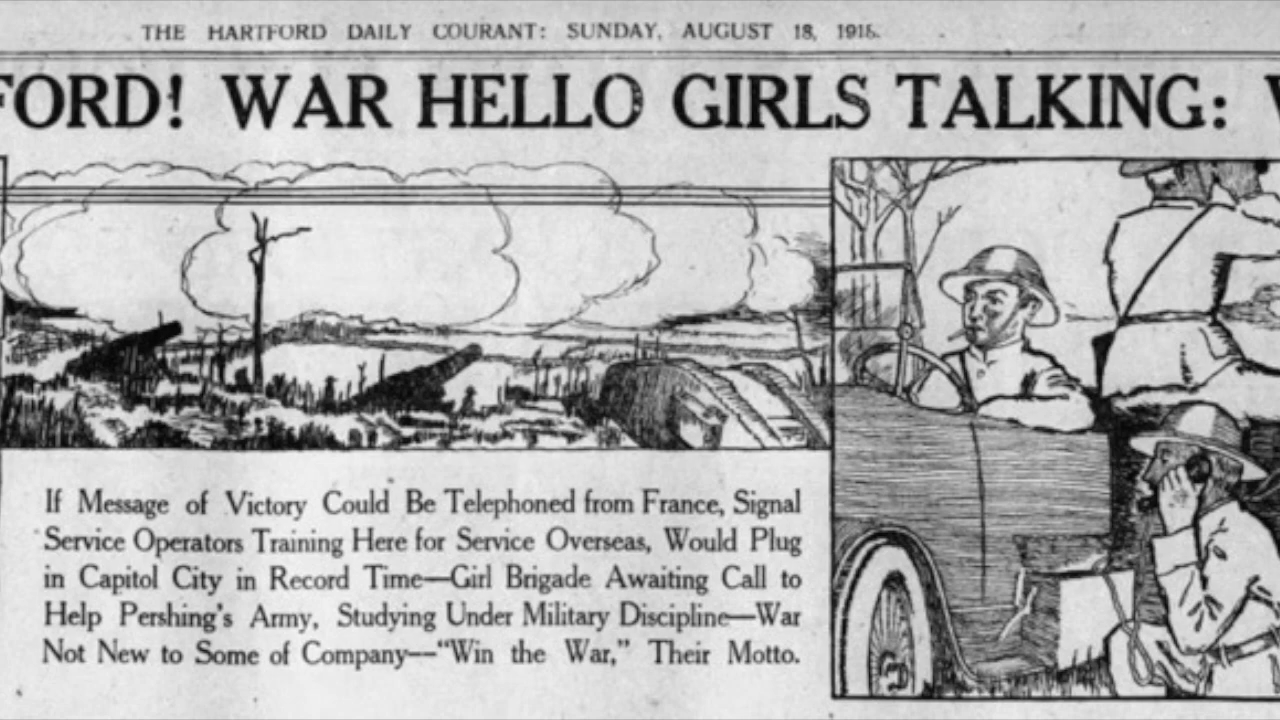 THE HARTFORD DAILY COURANT: SUNDAY, AUGUST 18, 1918.
FORD! WAR HELLO GIRLS TALKING:
If Message of Victory Could Be Telephoned from France, Signal
Service Operators Training Here for Service Overseas, Would Plug
in Capitol City in Record Time—Girl Brigade Awaiting Call to
Help Pershing's Army, Studying Under Military Discipline—War
Not New to Some of Company—"Win the War," Their Motto.